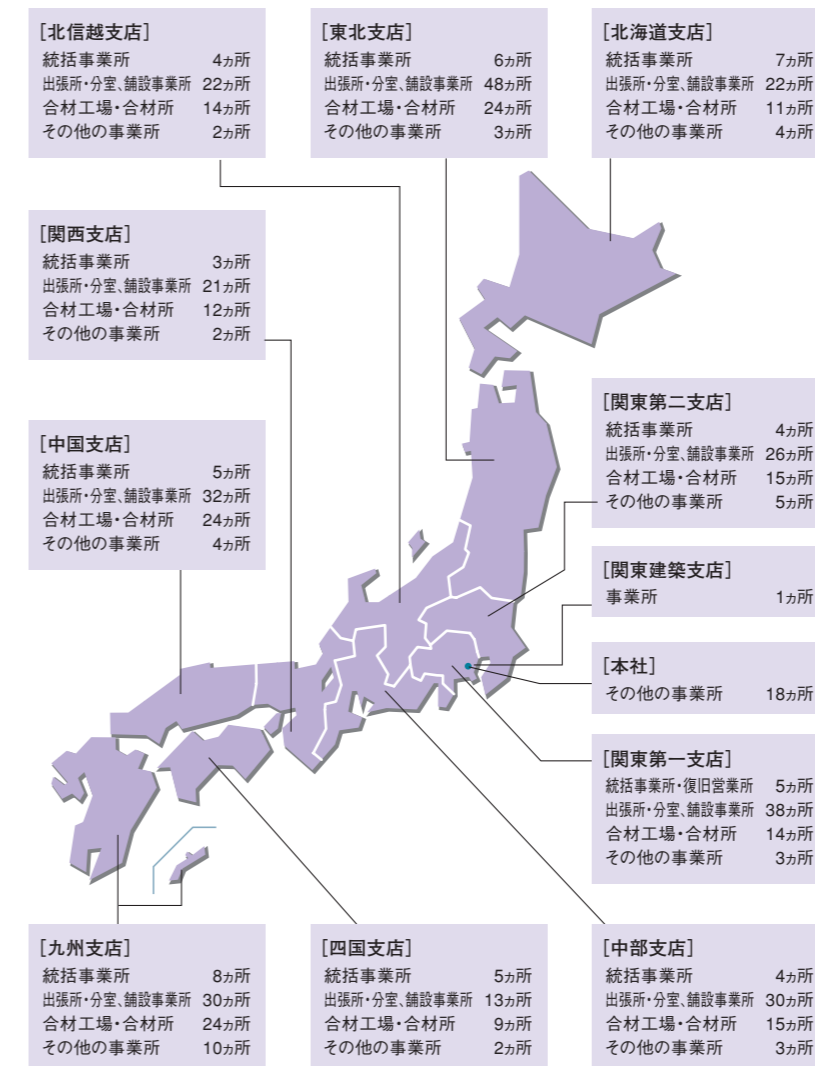 [北信越支店]
統括事業所 4ヵ所
出張所・分室、舗設事業所 22ヵ所
合材工場・合材所 14ヵ所
その他の事業所 2ヵ所
[東北支店]
統括事業所 6ヵ所
出張所・分室、舗設事業所 48ヵ所
合材工場・合材所 24ヵ所
その他の事業所 3ヵ所
[北海道支店]
統括事業所 7ヵ所
出張所・分室、舗設事業所 22ヵ所
合材工場・合材所 11ヵ所
その他の事業所 4ヵ所
[関西支店]
統括事業所 3ヵ所
出張所・分室、舗設事業所 21ヵ所
合材工場・合材所 12ヵ所
その他の事業所 2ヵ所
[関東第二支店]
統括事業所 4ヵ所
出張所・分室、舗設事業所 26ヵ所
合材工場・合材所 15ヵ所
その他の事業所 5ヵ所
[中国支店]
統括事業所 5ヵ所
出張所・分室、舗設事業所 32ヵ所
合材工場・合材所 24ヵ所
その他の事業所 4ヵ所
[関東建築支店]
事業所 1ヵ所
[本社]
その他の事業所 18ヵ所
[関東第一支店]
統括事業所・復旧営業所 5ヵ所
出張所・分室、舗設事業所 38ヵ所
合材工場・合材所 14ヵ所
その他の事業所 3ヵ所
[九州支店]
統括事業所 8ヵ所
出張所・分室、舗設事業所 30ヵ所
合材工場・合材所 24ヵ所
その他の事業所 10ヵ所
[四国支店]
統括事業所 5ヵ所
出張所・分室、舗設事業所 13ヵ所
合材工場・合材所 9ヵ所
その他の事業所 2ヵ所
[中部支店]
統括事業所 4ヵ所
出張所・分室、舗設事業所 30ヵ所
合材工場・合材所 15ヵ所
その他の事業所 3ヵ所